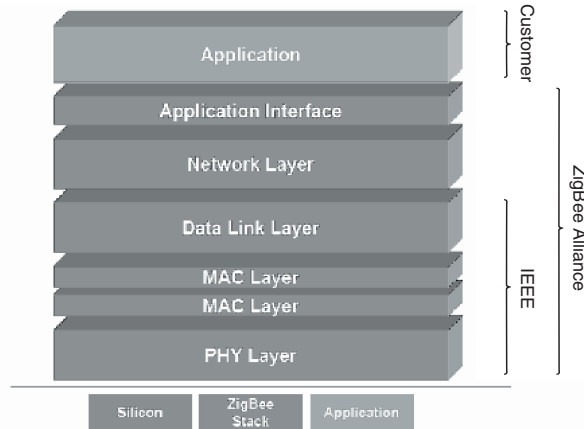 Application
Customer
Application Interface
Network Layer
ZigBee Alliance
Data Link Layer
IEEE
MAC Layer
MAC Layer
PHY Layer
Silicon
ZigBee
Stack
Application